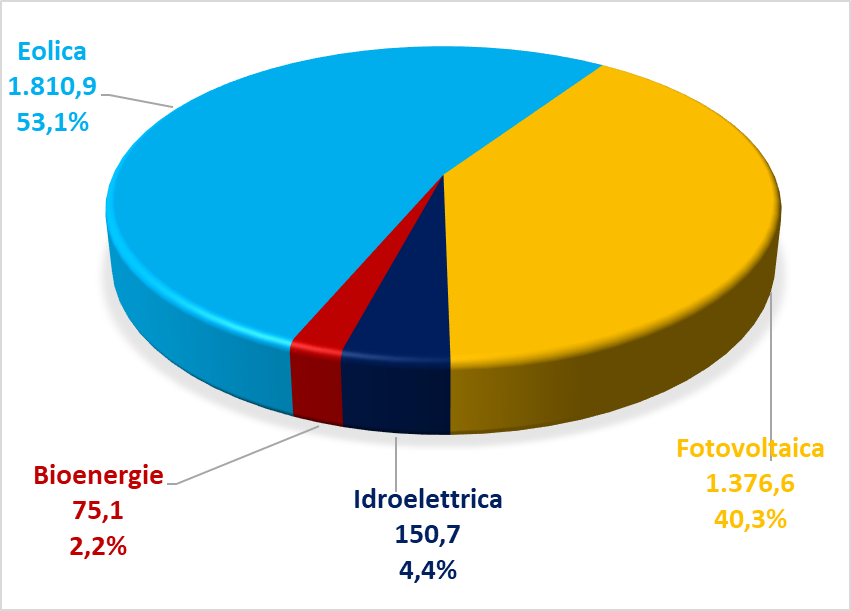 Eolica
1.810,9
53,1%
Fotovoltaica
1.376,6
40,3%
Bioenergie
75,1
2,2%
Idroelettrica
150,7
4,4%